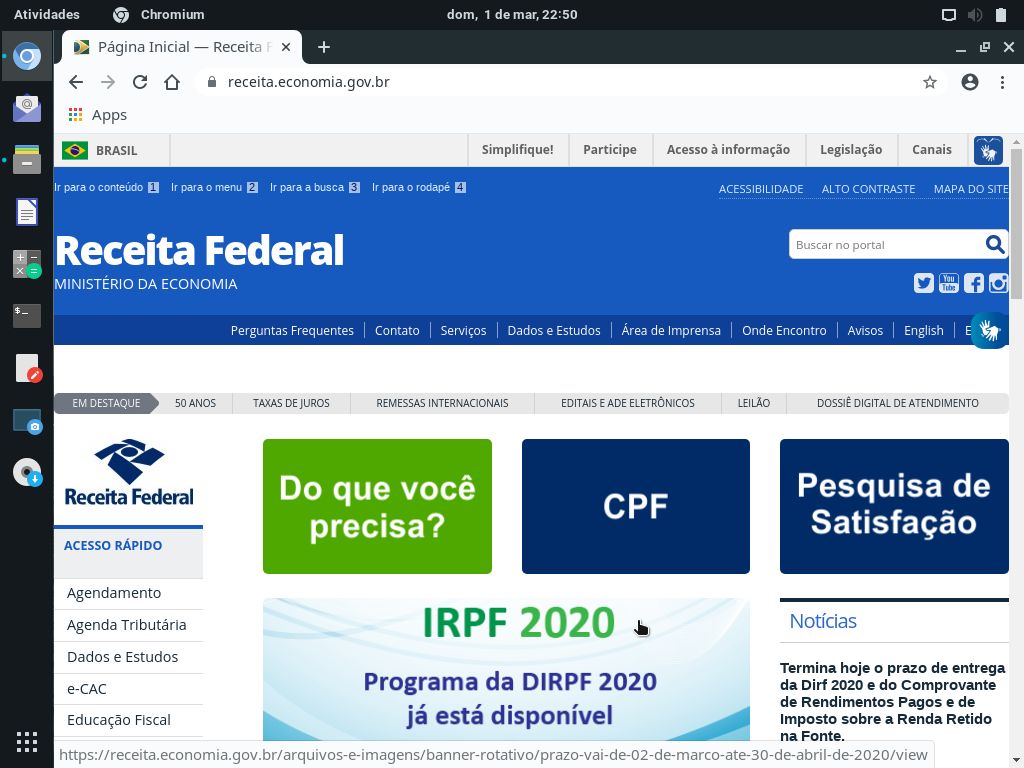 Atividades Chromium dom, 1 de mar, 22:50
Página Inicial — Receita F
receita.economia.gov.br
Apps
BRASIL Simplifique! Participe Acesso à informação Legislação Canais
Ir para o conteúdo 1 Ir para o menu 2 Ir para a busca 3 Ir para o rodapé 4 ACESSIBILIDADE ALTO CONTRASTE MAPA DO SITE
Receita Federal
MINISTÉRIO DA ECONOMIA
Buscar no portal
You Tube
Perguntas Frequentes Contato Serviços Dados e Estudos Área de Imprensa Onde Encontro Avisos English
EM DESTAQUE 50 ANOS TAXAS DE JUROS REMESSAS INTERNACIONAIS EDITAIS E ADE ELETRÔNICOS LEILÃO DOSSIÊ DIGITAL DE ATENDIMENTO
Receita Federal
ACESSO RÁPIDO
Agendamento
Agenda Tributária
Dados e Estudos
e-CAC
Educação Fiscal
Do que você
precisa?
CPF
Pesquisa de
Satisfação
IRPF 2020
Programa da DIRPF 2020
já está disponível
Notícias
Termina hoje o prazo de entrega
da Dirf 2020 e do Comprovante
de Rendimentos Pagos e de
Imposto sobre a Renda Retido
na Fonte.
https://receita.economia.gov.br/arquivos-e-imagens/banner-rotativo/prazo-vai-de-02-de-marco-ate-30-de-abril-de-2020/view